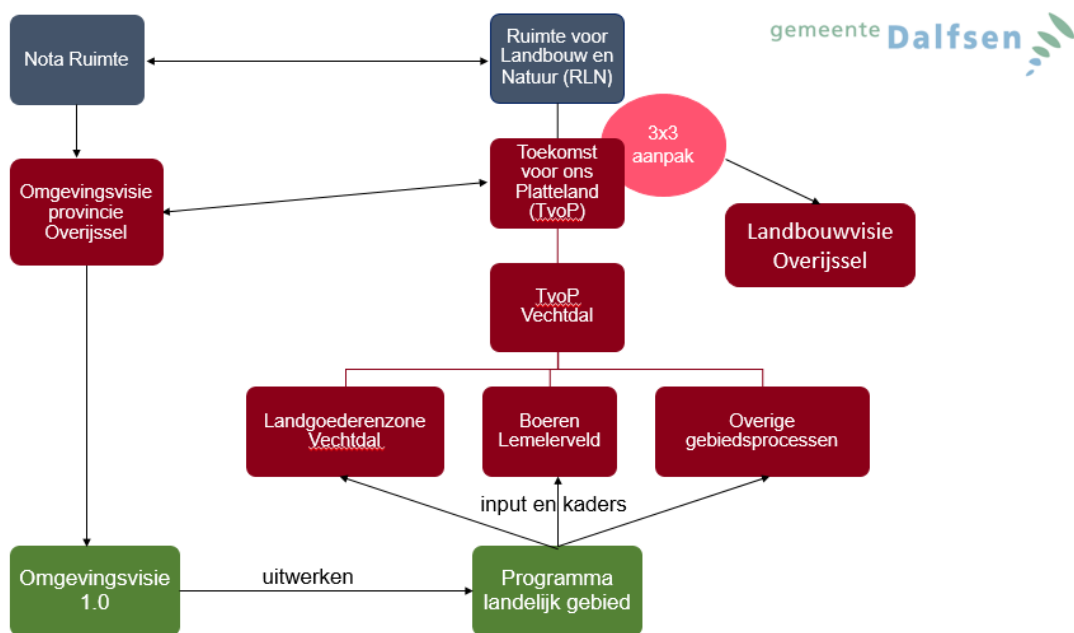 gemeente Dalfsen
Nota Ruimte
Ruimte voor
Landbouw en
Natuur (RLN)
3x3
aanpak
Toekomst
voor ons
Platteland
(TvoP)
Omgevingsvisie
provincie
Overijssel
Landbouwvisie
Overijssel
TvoP
Vechtdal
Landgoederenzone
Vechtdal
Boeren
Lemelerveld
Overige
gebiedsprocessen
input en kaders
Omgevingsvisie
1.0
uitwerken
Programma
landelijk gebied